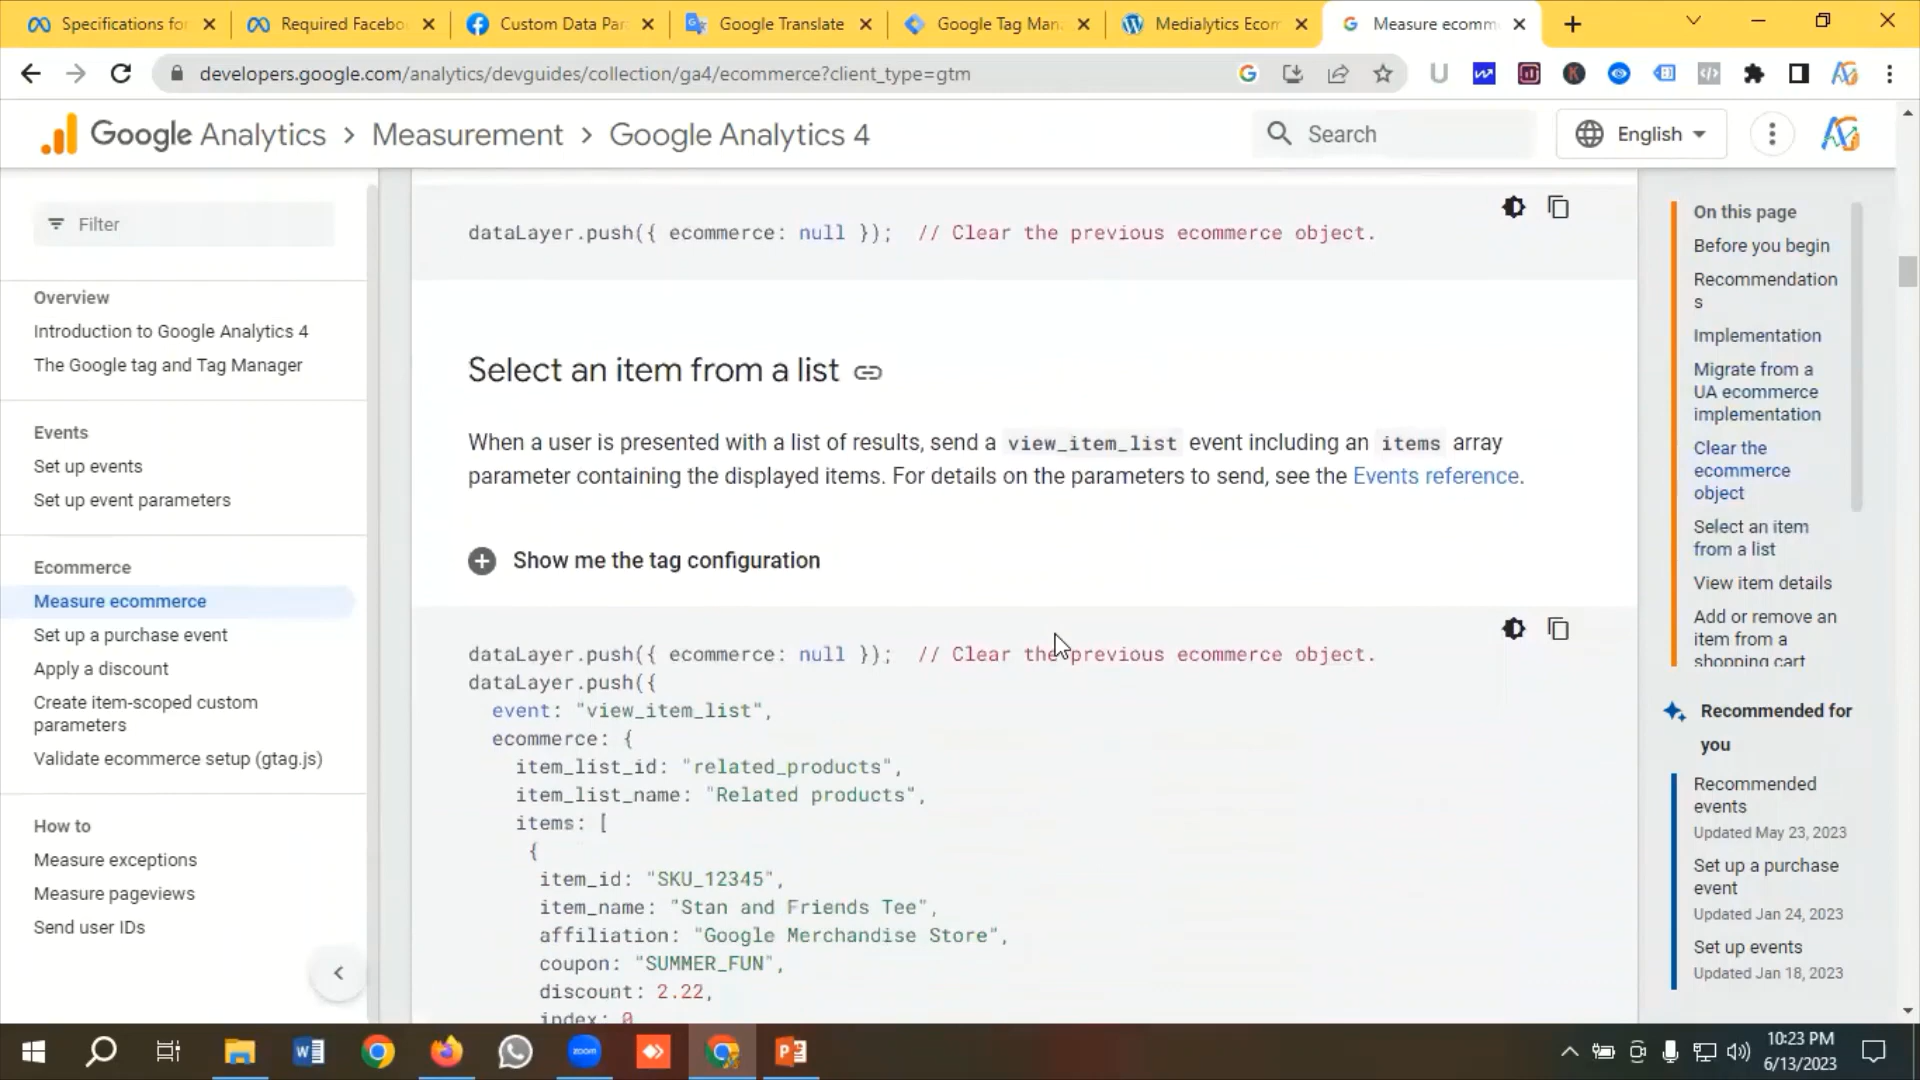 Specifications for
Required Facebo
Custom Data Par
Google Translate
Google Tag Man
Medialytics Ecom
Measure ecomm
developers.google.com/analytics/devguides/collection/ga4/ecommerce?client_type=gtm
Google Analytics > Measurement > Google Analytics 4
Search
English
Filter
Overview
Introduction to Google Analytics 4
The Google tag and Tag Manager
Events
Set up events
Set up event parameters
Ecommerce
Measure ecommerce
Set up a purchase event
Apply a discount
Create item-scoped custom
parameters
Validate ecommerce setup (gtag.js)
How to
Measure exceptions
Measure pageviews
Send user IDs
dataLayer.push({ ecommerce: null });  // Clear the previous ecommerce object.
Select an item from a list
When a user is presented with a list of results, send a view_item_list event including an items array
parameter containing the displayed items. For details on the parameters to send, see the Events reference.
Show me the tag configuration
dataLayer.push({ ecommerce: null });  // Clear the previous ecommerce object.
dataLayer.push({
event: "view_item_list",
ecommerce: {
item_list_id: "related_products",
item_list_name: "Related products",
items: [
{
item_id: "SKU_12345",
item_name: "Stan and Friends Tee",
affiliation: "Google Merchandise Store",
coupon: "SUMMER_FUN",
discount: 2.22,
index: 0
On this page
Before you begin
Recommendation
s
Implementation
Migrate from a
UA ecommerce
implementation
Clear the
ecommerce
object
Select an item
from a list
View item details
Add or remove an
item from a
shopping cart
Recommended for
you
Recommended
events
Updated May 23, 2023
Set up a purchase
event
Updated Jan 24, 2023
Set up events
Updated Jan 18, 2023
zoom
10:23 PM
6/13/2023